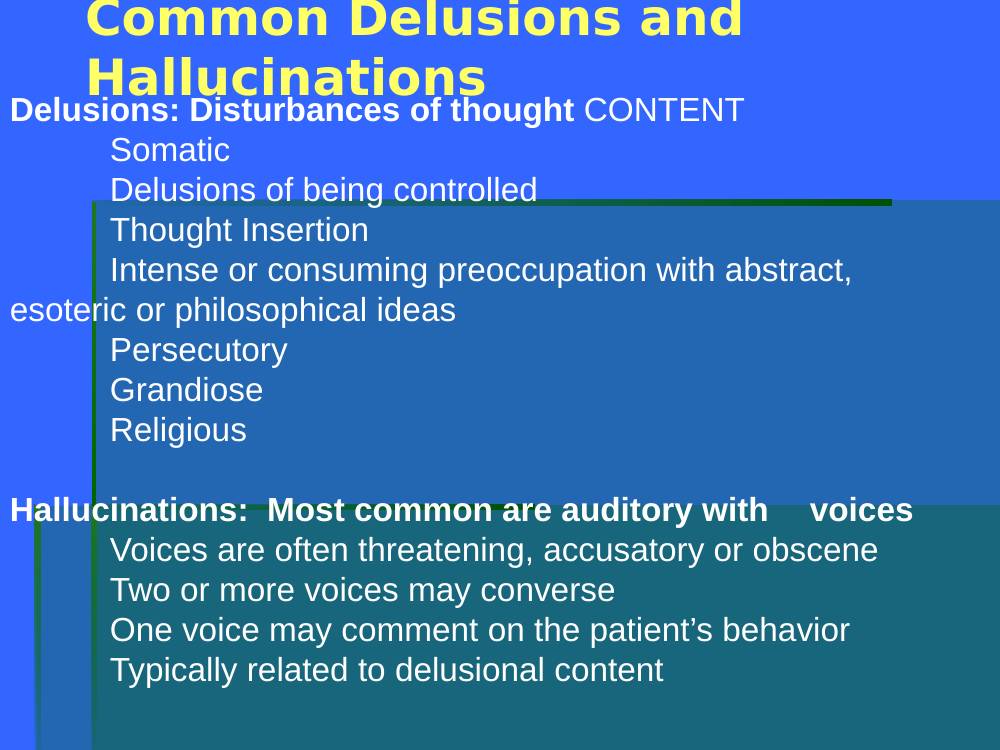 Common Delusions and
Hallucinations
Delusions: Disturbances of thought CONTENT
Somatic
Delusions of being controlled
Thought Insertion
Intense or consuming preoccupation with abstract,
esoteric or philosophical ideas
Persecutory
Grandiose
Religious
Hallucinations:  Most common are auditory with    voices
Voices are often threatening, accusatory or obscene
Two or more voices may converse
One voice may comment on the patient’s behavior
Typically related to delusional content